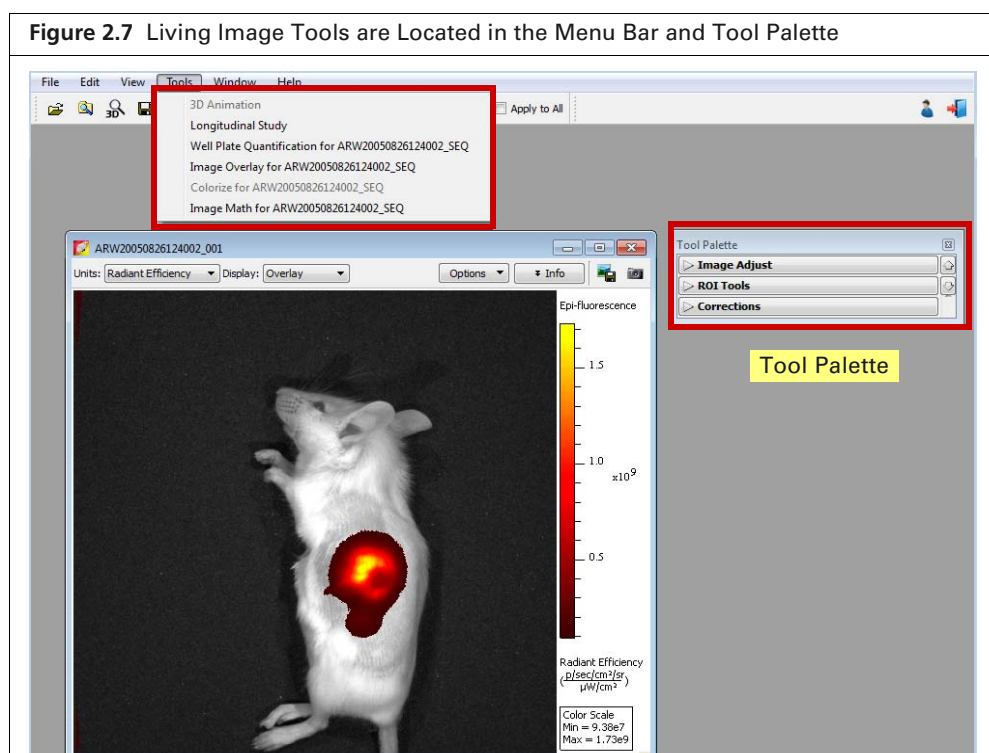 Figure 2.7 Living Image Tools are Located in the Menu Bar and Tool Palette
File Edit View Tools Window Help
3D
Apply to All
3D Animation
Longitudinal Study
Well Plate Quantification for ARW20050826124002_SEQ
Image Overlay for ARW20050826124002_SEQ
Colorize for ARW20050826124002_SEQ
Image Math for ARW20050826124002_SEQ
ARW20050826124002_001
Units: Radiant Efficiency Display: Overlay Options Info
Epi-fluorescence
1.5
1.0
x10⁹
0.5
Radiant Efficiency
(p/sec/cm²/sr
µW/cm²)
Color Scale
Min = 9.38e7
Max = 1.73e9
Tool Palette
Image Adjust
ROI Tools
Corrections
Tool Palette